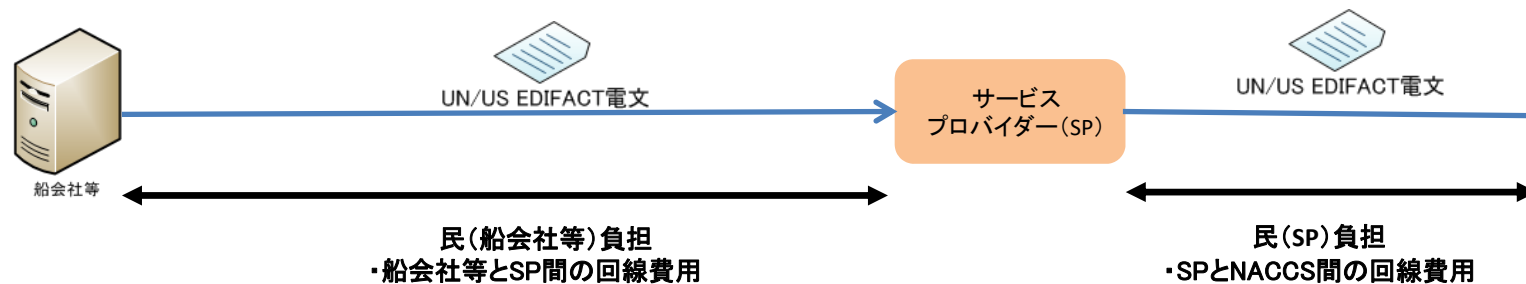 UN/US EDIFACT電文
サービス
プロバイダー(SP)
UN/US EDIFACT電文
船会社等
民(船会社等)負担
・船会社等とSP間の回線費用
民(SP)負担
・SPとNACCS間の回線費用